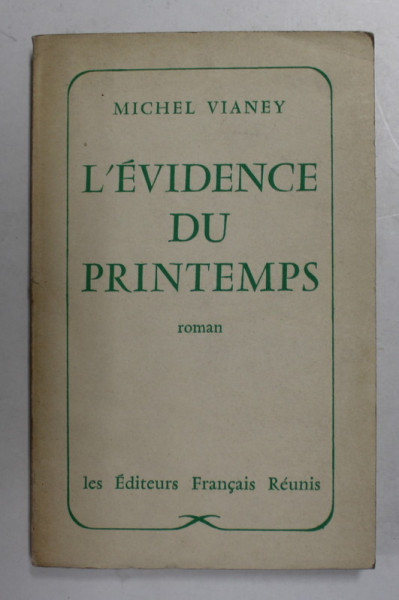 MICHEL VIANEY
L'ÉVIDENCE
DU
PRINTEMPS
roman
les Éditeurs Français Réunis